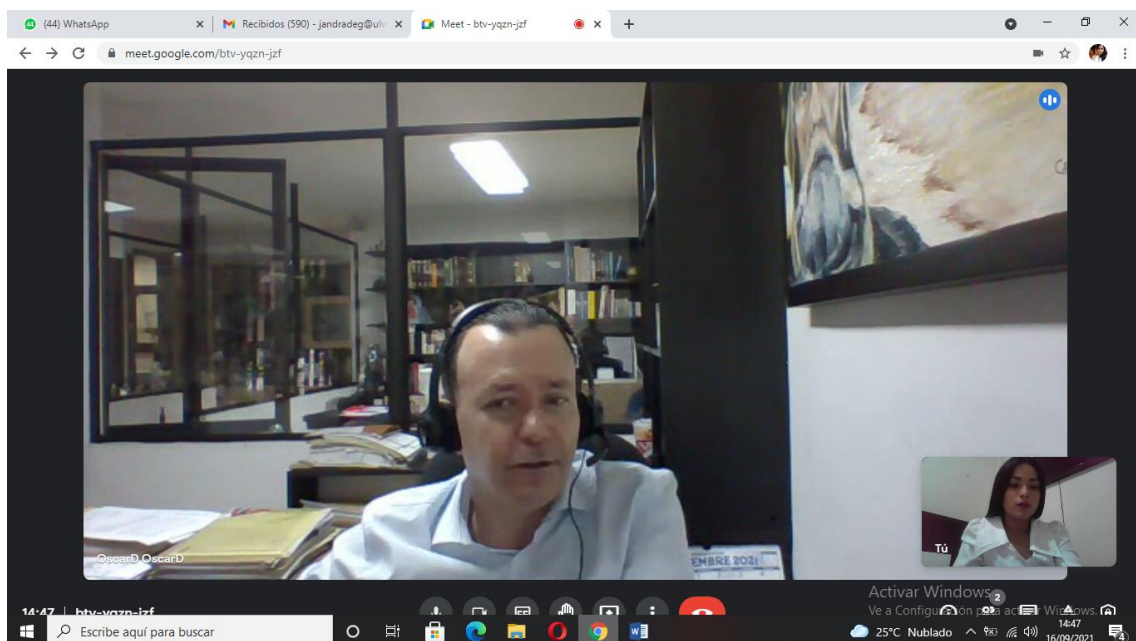 (44) WhatsApp
Recibidos (590) - jandradeg@ulv
Meet - btv-yqzn-jzf
meet.google.com/btv-yqzn-jzf
OscarD OscarD
Tú
EMBRE 2021
Activar Windows
Ve a Configuración para activar Windows.
2
14:47 | btv-yqzn-jzf
Escribe aquí para buscar
25°C Nublado
14:47
16/09/2021
4